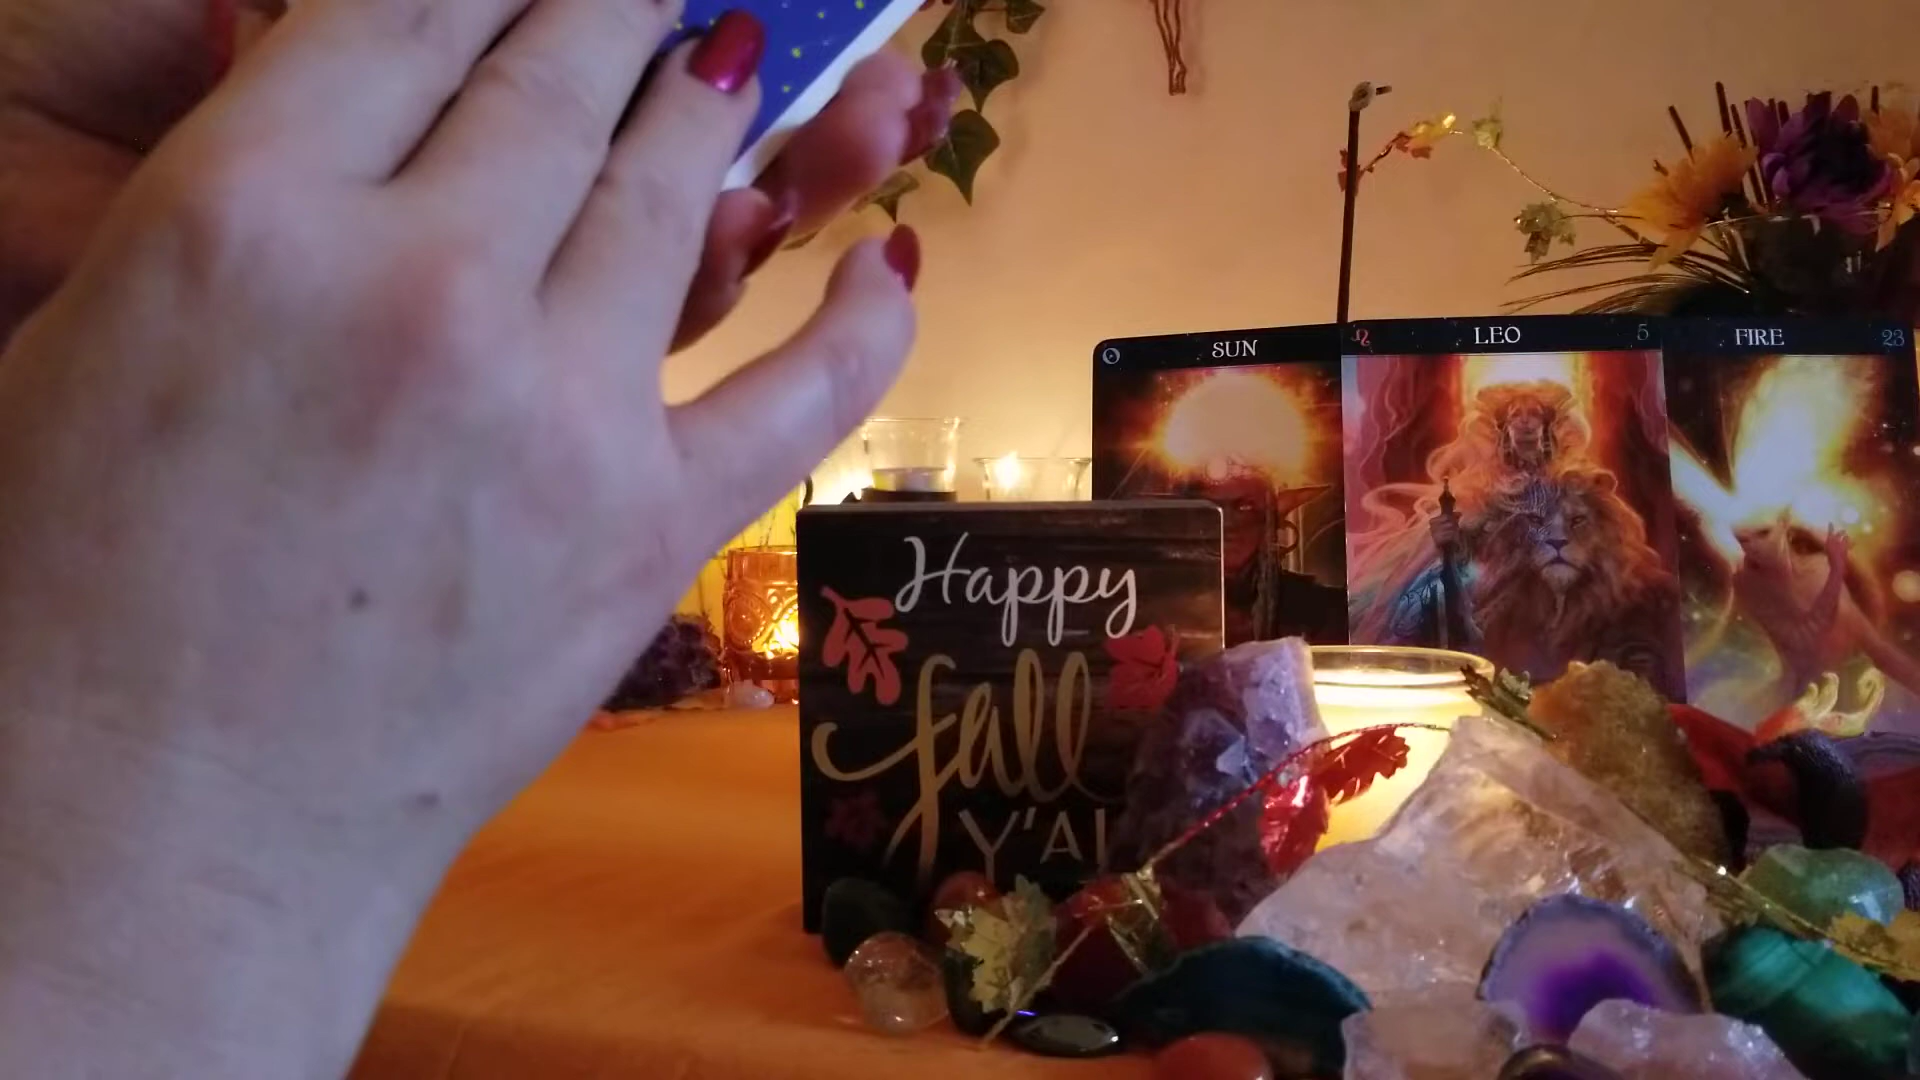 SUN
♌ LEO 5
FIRE 23
Happy
fall
Y'AL